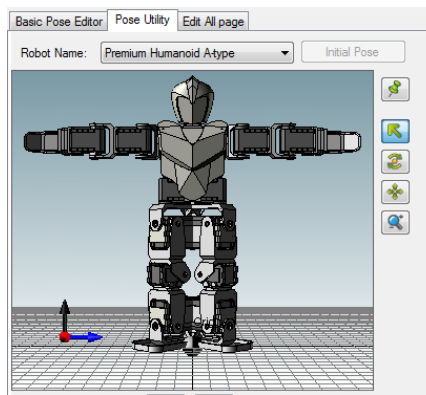 Basic Pose Editor Pose Utility Edit All page
Robot Name: Premium Humanoid A-type Initial Pose